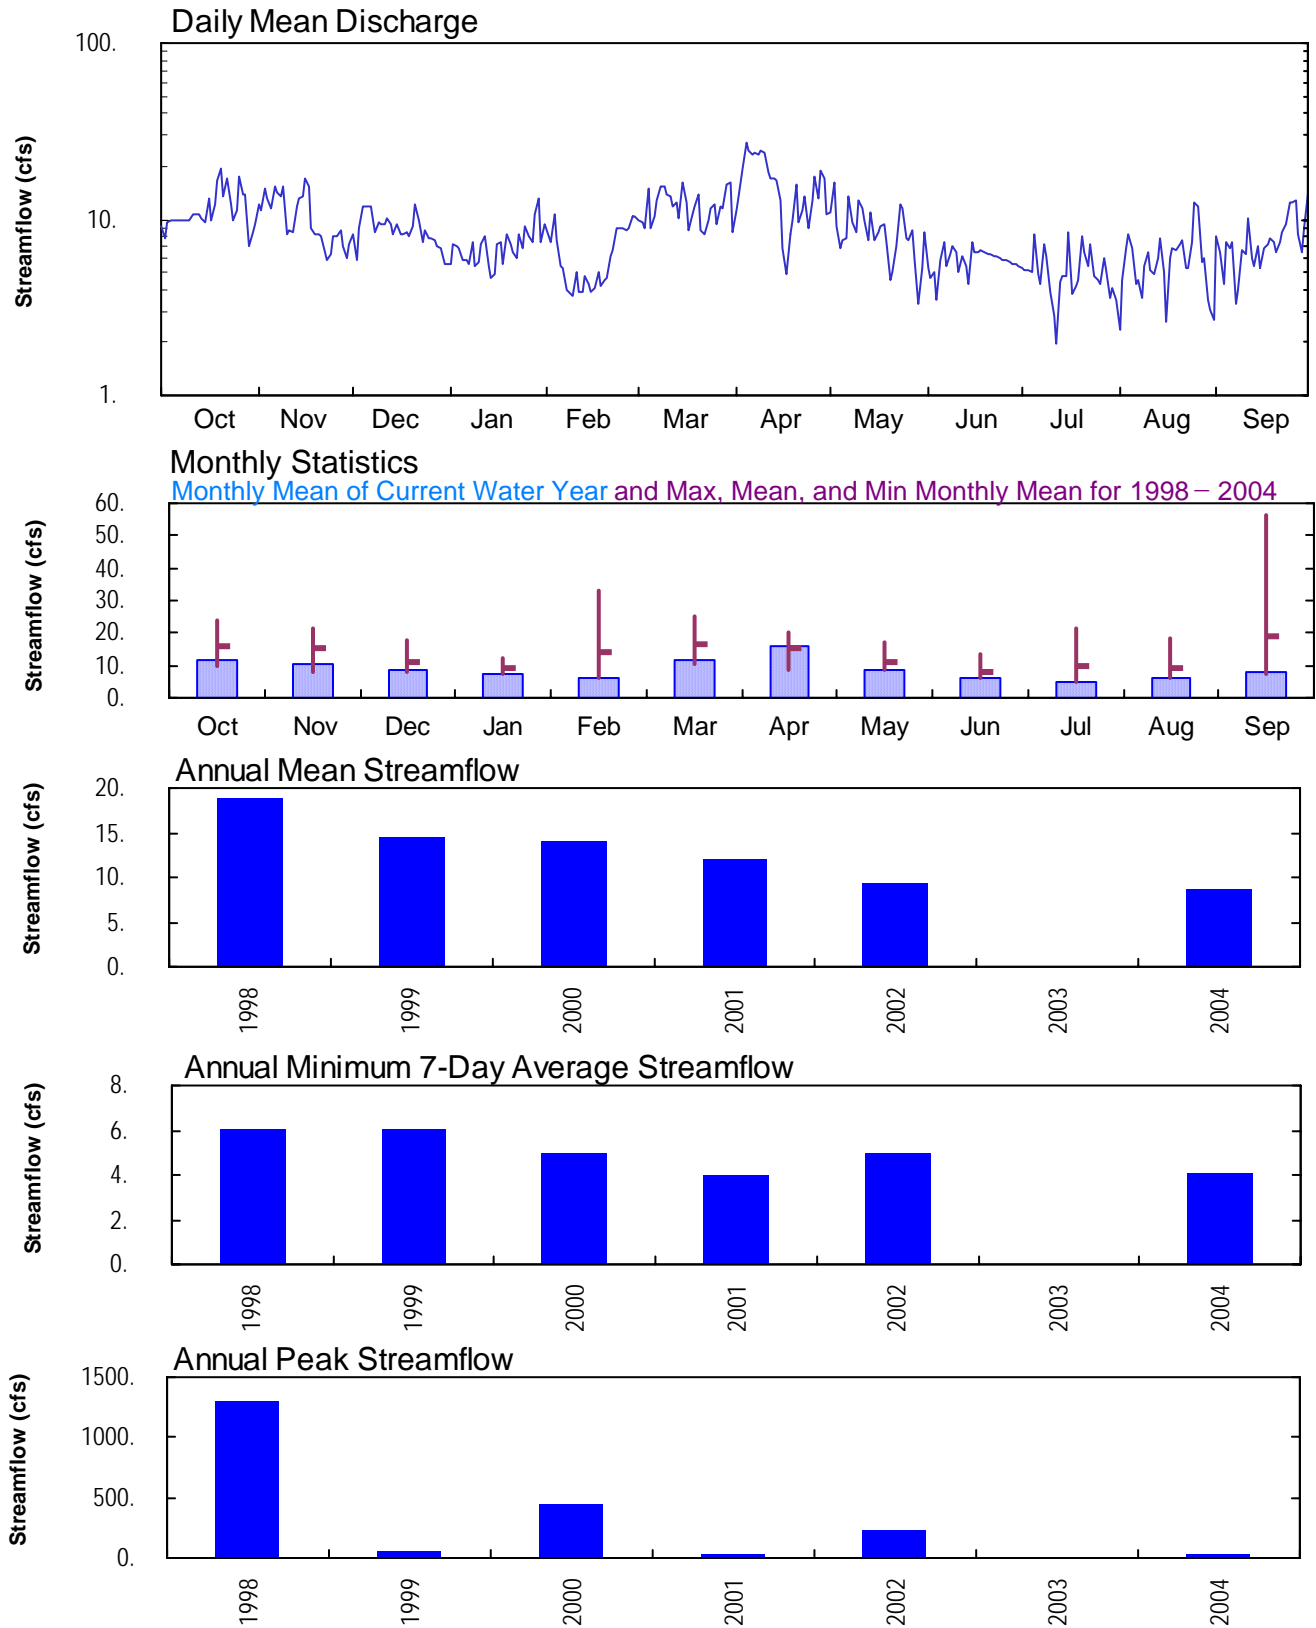 Daily Mean Discharge
Streamflow (cfs)
100.
10.
1.
Oct Nov Dec Jan Feb Mar Apr May Jun Jul Aug Sep
Monthly Statistics
Monthly Mean of Current Water Year and Max, Mean, and Min Monthly Mean for 1998 – 2004
Streamflow (cfs)
60.
50.
40.
30.
20.
10.
0.
Oct Nov Dec Jan Feb Mar Apr May Jun Jul Aug Sep
Annual Mean Streamflow
Streamflow (cfs)
20.
15.
10.
5.
0.
1998 1999 2000 2001 2002 2003 2004
Annual Minimum 7-Day Average Streamflow
Streamflow (cfs)
8.
6.
4.
2.
0.
1998 1999 2000 2001 2002 2003 2004
Annual Peak Streamflow
Streamflow (cfs)
1500.
1000.
500.
0.
1998 1999 2000 2001 2002 2003 2004